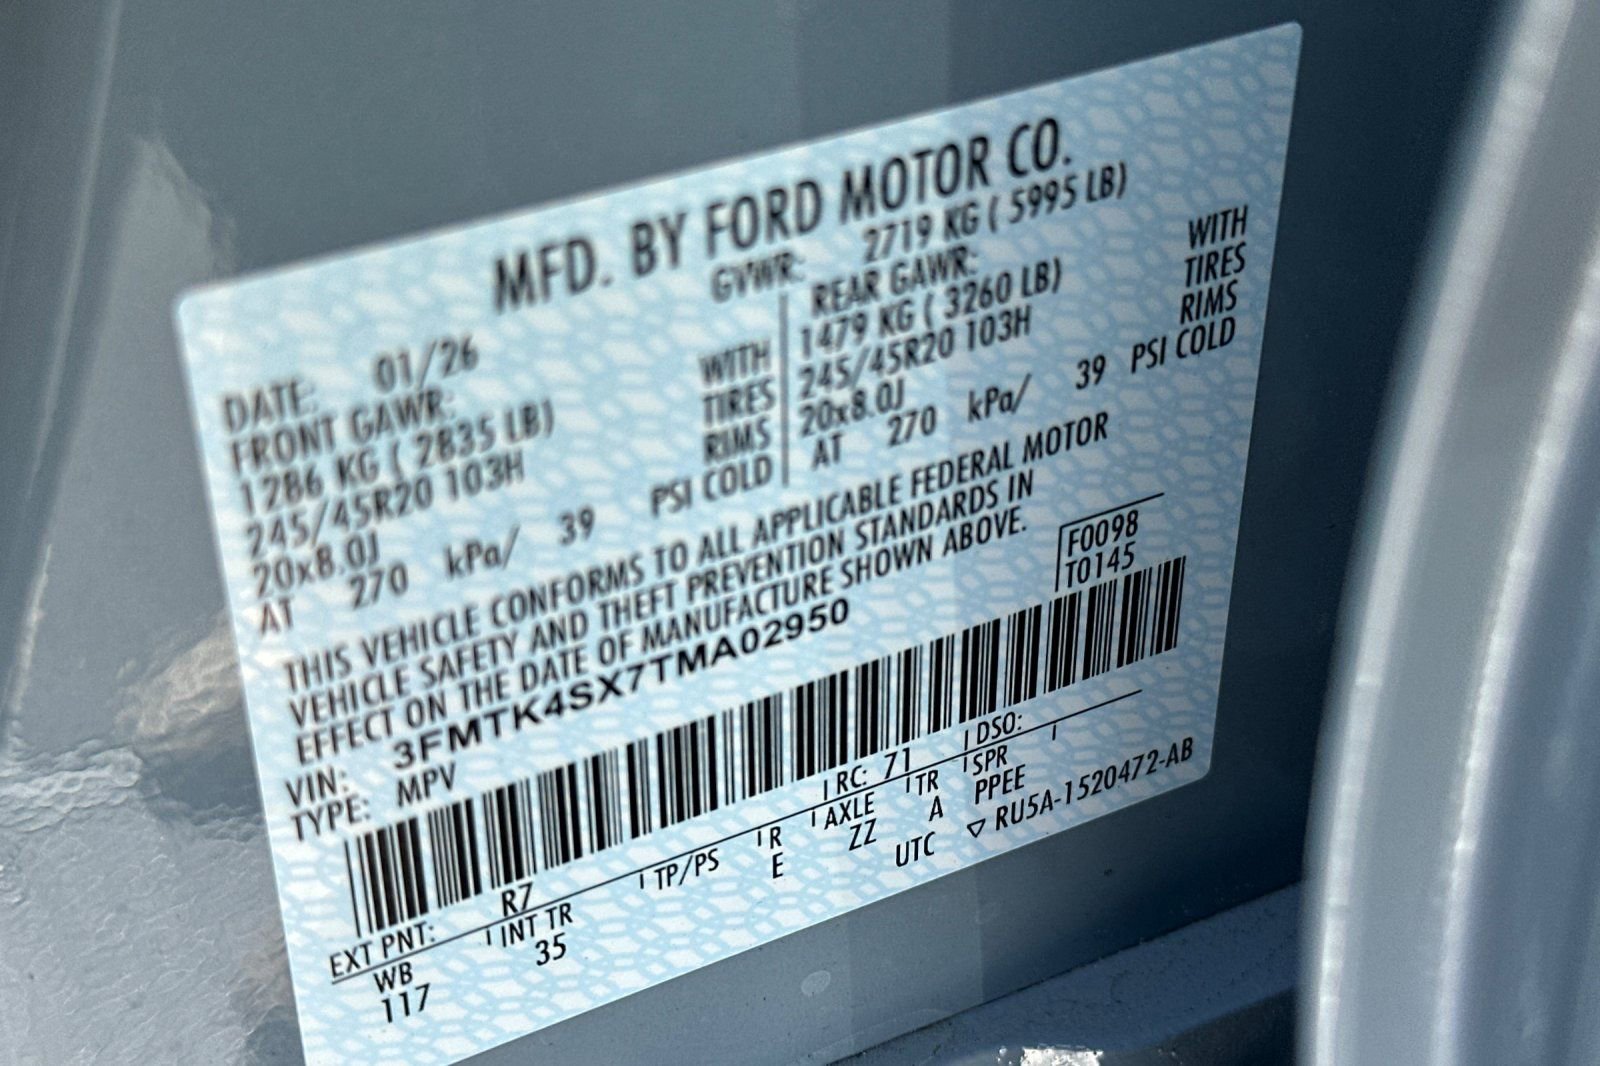 MFD. BY FORD MOTOR CO.
GVWR: 2719 KG ( 5995 LB)
DATE: 01/26
FRONT GAWR:
1286 KG ( 2835 LB) WITH
245/45R20 103H TIRES
20x8.0J RIMS
AT 270 kPa/ 39 PSI COLD
REAR GAWR:
1479 KG ( 3260 LB) WITH
245/45R20 103H TIRES
20x8.0J RIMS
AT 270 kPa/ 39 PSI COLD
THIS VEHICLE CONFORMS TO ALL APPLICABLE FEDERAL MOTOR
VEHICLE SAFETY AND THEFT PREVENTION STANDARDS IN
EFFECT ON THE DATE OF MANUFACTURE SHOWN ABOVE.
F0098
T0145
VIN: 3FMTK4SX7TMA02950
TYPE: MPV
EXT PNT: R7 RC: 71 DSO:
WB INT TR TP/PS R AXLE TR SPR
117 35 E ZZ A PPEE
UTC ▽ RU5A-1520472-AB